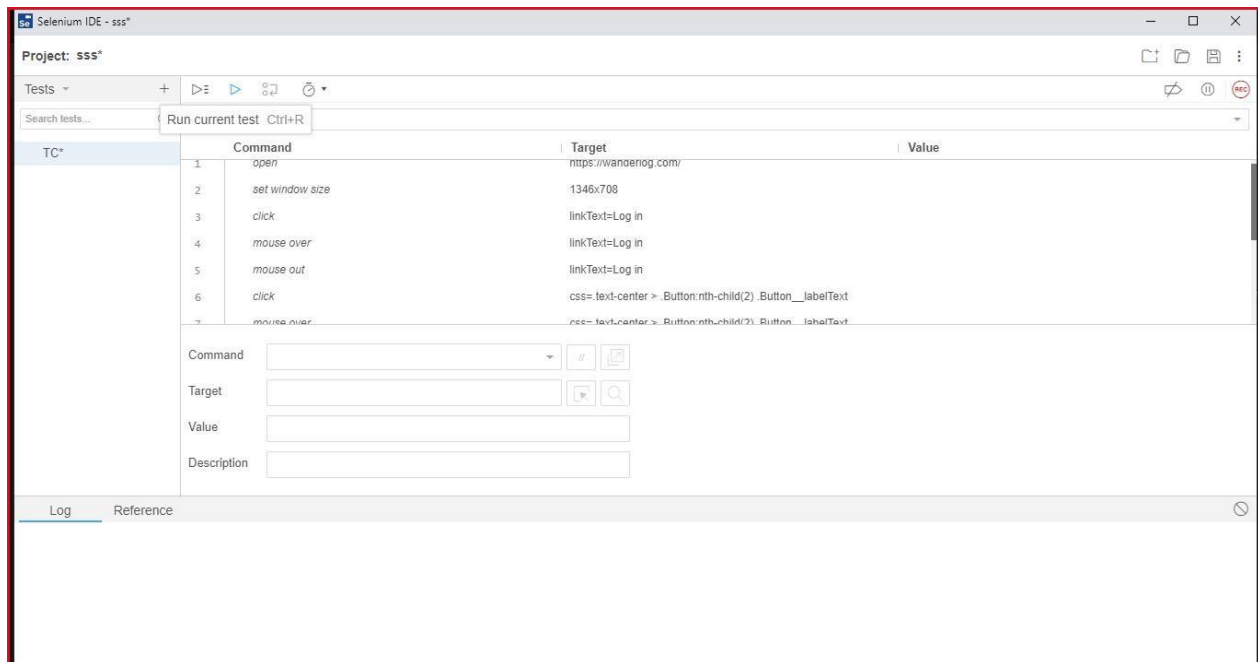 Se Selenium IDE - sss*
Project: sss*
Tests +
Search tests...
Run current test Ctrl+R
REC
TC*
Command Target Value
1 open https://wanderlog.com/
2 set window size 1346x708
3 click linkText=Log in
4 mouse over linkText=Log in
5 mouse out linkText=Log in
6 click css=.text-center > .Button:nth-child(2) .Button__labelText
7 mouse over css=.text-center > .Button:nth-child(2) .Button__labelText
Command //
Target
Value
Description
Log Reference